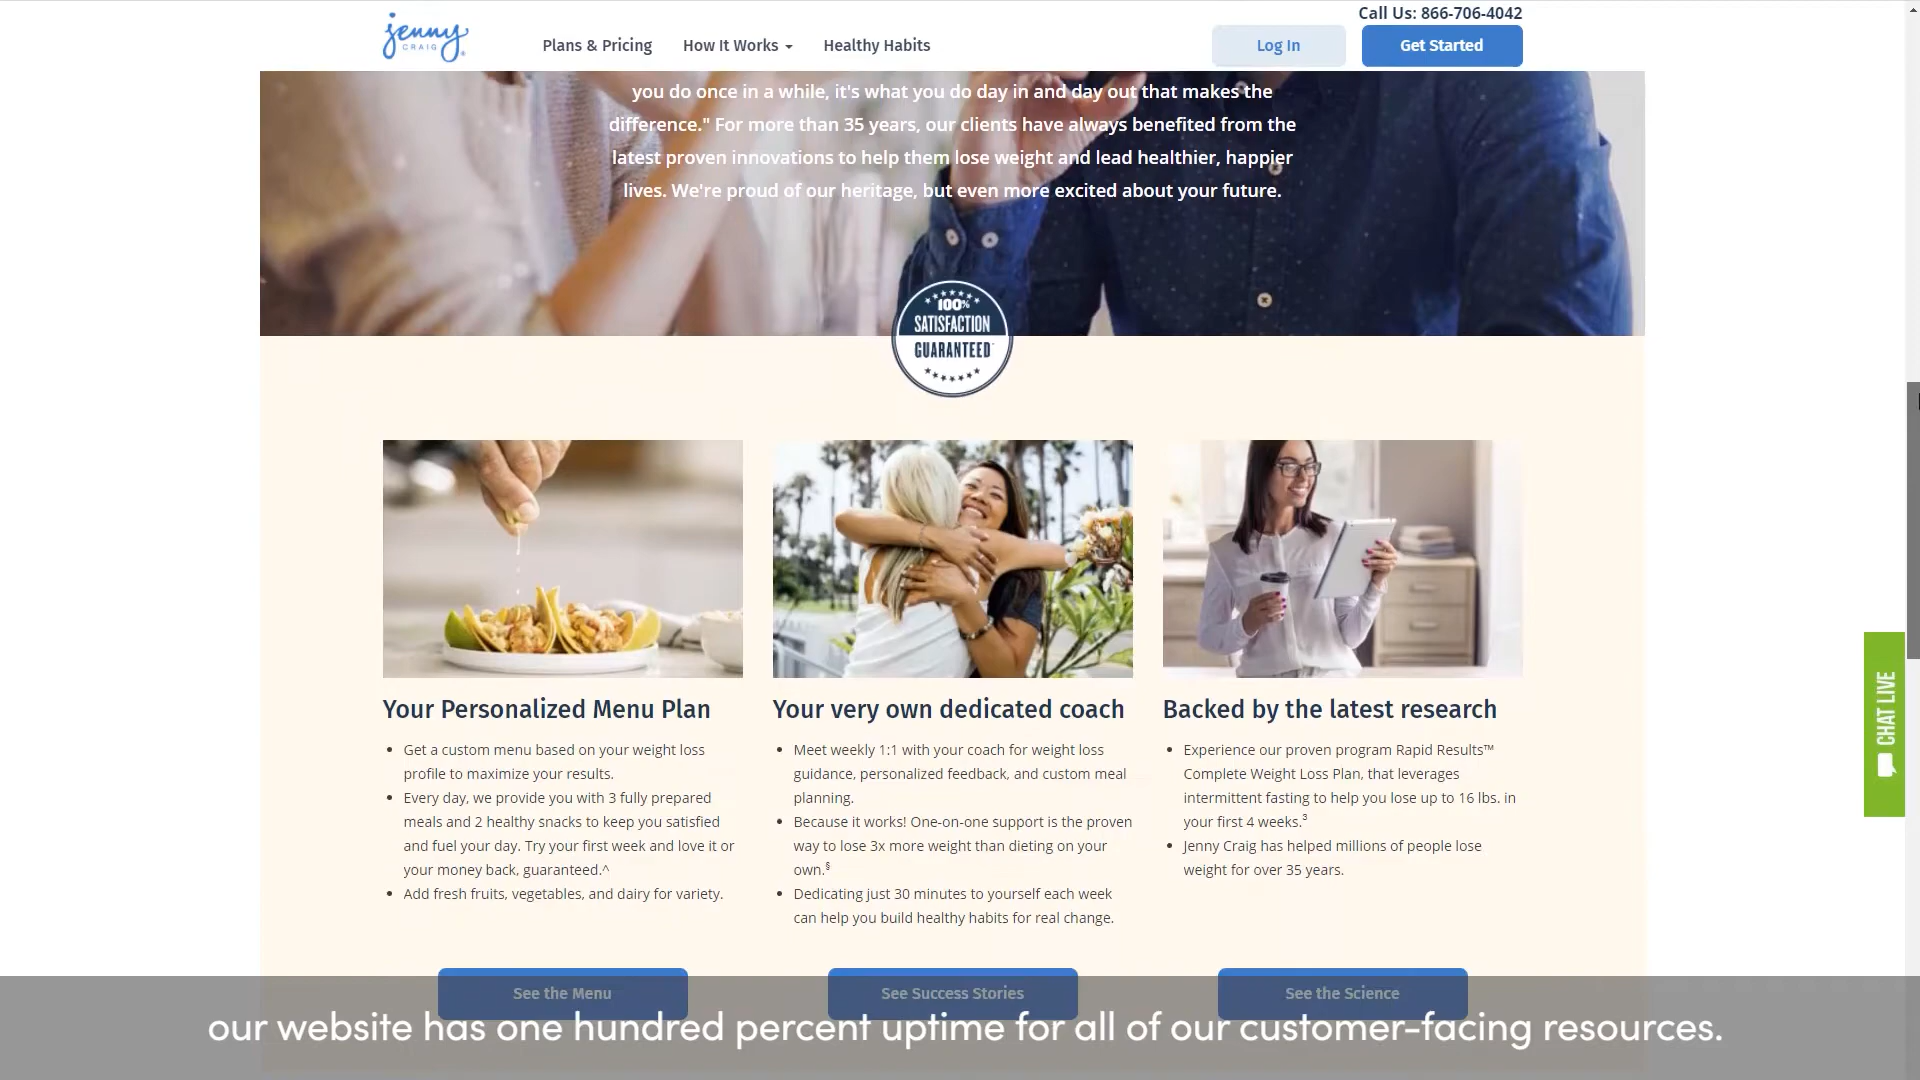 Call Us: 866-706-4042
jenny
CRAIG
Plans & Pricing
How It Works
Healthy Habits
Log In
Get Started
you do once in a while, it's what you do day in and day out that makes the
difference." For more than 35 years, our clients have always benefited from the
latest proven innovations to help them lose weight and lead healthier, happier
lives. We're proud of our heritage, but even more excited about your future.
100%
SATISFACTION
GUARANTEED
Your Personalized Menu Plan
Get a custom menu based on your weight loss
profile to maximize your results.
Every day, we provide you with 3 fully prepared
meals and 2 healthy snacks to keep you satisfied
and fuel your day. Try your first week and love it or
your money back, guaranteed.^
Add fresh fruits, vegetables, and dairy for variety.
See the Menu
Your very own dedicated coach
Meet weekly 1:1 with your coach for weight loss
guidance, personalized feedback, and custom meal
planning.
Because it works! One-on-one support is the proven
way to lose 3x more weight than dieting on your
own.§
Dedicating just 30 minutes to yourself each week
can help you build healthy habits for real change.
See Success Stories
Backed by the latest research
Experience our proven program Rapid Results™
Complete Weight Loss Plan, that leverages
intermittent fasting to help you lose up to 16 lbs. in
your first 4 weeks.³
Jenny Craig has helped millions of people lose
weight for over 35 years.
See the Science
CHAT LIVE
our website has one hundred percent uptime for all of our customer-facing resources.